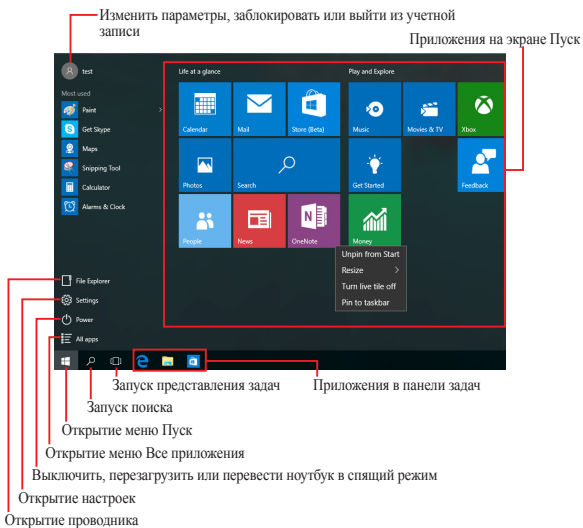 Изменить параметры, заблокировать или выйти из учетной
записи
Приложения на экране Пуск
test
Life at a glance
Play and Explore
Most used
Paint
Get Skype
Maps
Snipping Tool
Calculator
Alarms & Clock
Calendar
Mail
Store (Beta)
Music
Movies & TV
Xbox
Photos
Search
Get Started
Feedback
People
News
N
OneNote
Money
Unpin from Start
Resize
Turn live tile off
Pin to taskbar
File Explorer
Settings
Power
All apps
Запуск представления задач
Приложения в панели задач
Запуск поиска
Открытие меню Пуск
Открытие меню Все приложения
Выключить, перезагрузить или перевести ноутбук в спящий режим
Открытие настроек
Открытие проводника